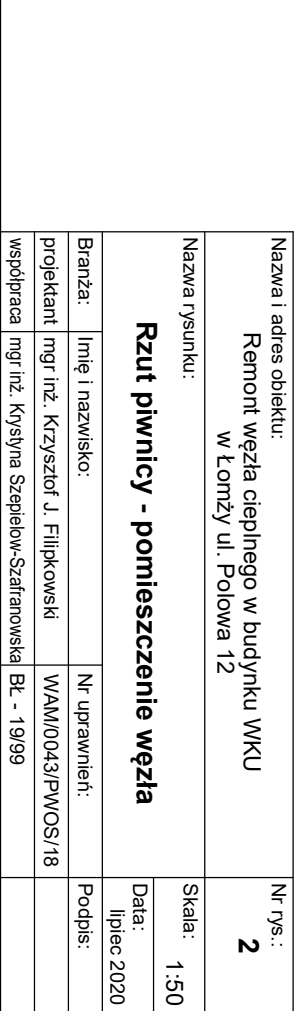 Nazwa i adres obiektu:
Remont węzła cieplnego w budynku WKU
w Łomży ul. Polowa 12
Nr rys.:
2
Nazwa rysunku:
Rzut piwnicy - pomieszczenie węzła
Skala:
1:50
Data:
lipiec 2020
Branża: Imię i nazwisko: Nr uprawnień: Podpis:
projektant mgr inż. Krzysztof J. Filipkowski WAM/0043/PWOS/18
współpraca mgr inż. Krystyna Szepielow-Szafranowska BŁ - 19/99